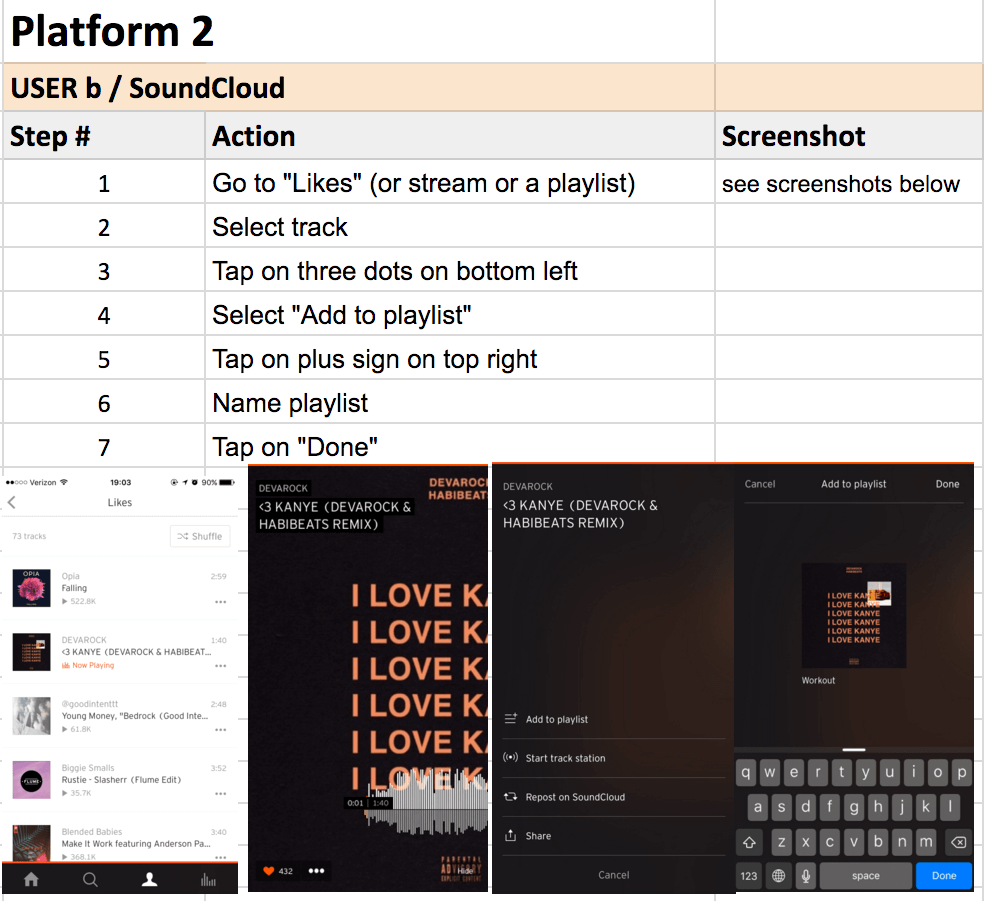 Platform 2
USER b / SoundCloud
Step # Action Screenshot
1 Go to "Likes" (or stream or a playlist) see screenshots below
2 Select track
3 Tap on three dots on bottom left
4 Select "Add to playlist"
5 Tap on plus sign on top right
6 Name playlist
7 Tap on "Done"
Verizon 19:03 90%
Likes
73 tracks Shuffle
OPIA
Opia 2:59
Falling
522.8K
DEVAROCK 1:40
<3 KANYE (DEVAROCK & HABIBEAT...
Now Playing
@goodintenttt 2:48
Young Money, "Bedrock (Good Inte...
61.8K
FLUME
Biggie Smalls 3:52
Rustie - Slasherr (Flume Edit)
35.7K
Blended Babies 3:40
Make It Work featuring Anderson Pa...
368.1K
DEVAROCK
<3 KANYE (DEVAROCK &
HABIBEATS REMIX)
DEVAROC
HABIBEATS
I LOVE KA
I LOVE KA
I LOVE KA
I LOVE KA
I LOVE KA
I LOVE KA
0:01 | 1:40
432
PARENTAL
ADVISORY
EXPLICIT CONTENT
Hide
DEVAROCK
<3 KANYE (DEVAROCK &
HABIBEATS REMIX)
Add to playlist
Start track station
Repost on SoundCloud
Share
Cancel
Cancel Add to playlist Done
DEVAROCK
HABIBEATS
I LOVE KAN
I LOVE KANYE
I LOVE KANYE
I LOVE KANYE
I LOVE KANYE
I LOVE KANYE
Workout
q w e r t y u i o p
a s d f g h j k l
z x c v b n m
123 space Done